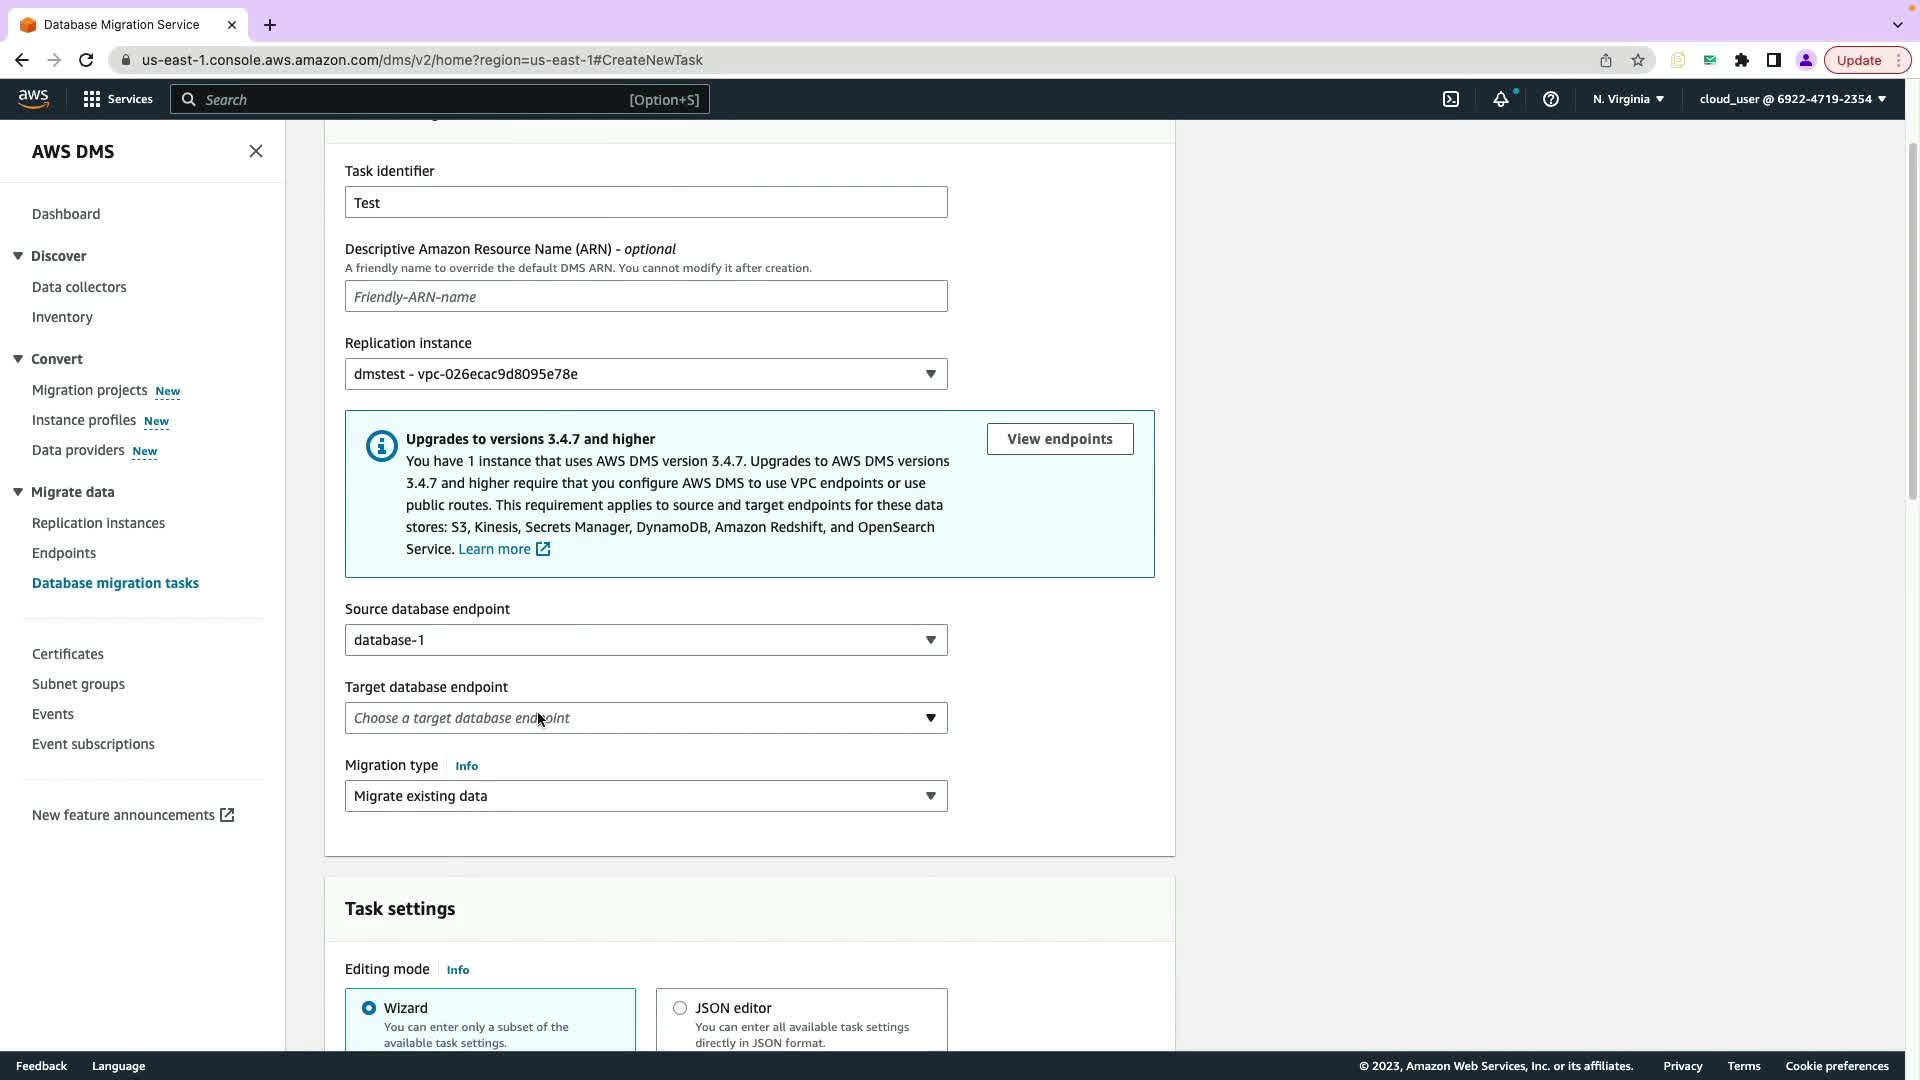 Database Migration Service
us-east-1.console.aws.amazon.com/dms/v2/home?region=us-east-1#CreateNewTask
Update
aws
Services
Search
[Option+S]
N. Virginia
cloud_user @ 6922-4719-2354
AWS DMS
Dashboard
Discover
Data collectors
Inventory
Convert
Migration projects New
Instance profiles New
Data providers New
Migrate data
Replication instances
Endpoints
Database migration tasks
Certificates
Subnet groups
Events
Event subscriptions
New feature announcements
Task identifier
Test
Descriptive Amazon Resource Name (ARN) - optional
A friendly name to override the default DMS ARN. You cannot modify it after creation.
Friendly-ARN-name
Replication instance
dmstest - vpc-026ecac9d8095e78e
Upgrades to versions 3.4.7 and higher
View endpoints
You have 1 instance that uses AWS DMS version 3.4.7. Upgrades to AWS DMS versions
3.4.7 and higher require that you configure AWS DMS to use VPC endpoints or use
public routes. This requirement applies to source and target endpoints for these data
stores: S3, Kinesis, Secrets Manager, DynamoDB, Amazon Redshift, and OpenSearch
Service. Learn more
Source database endpoint
database-1
Target database endpoint
Choose a target database endpoint
Migration type Info
Migrate existing data
Task settings
Editing mode Info
Wizard
You can enter only a subset of the
available task settings.
JSON editor
You can enter all available task settings
directly in JSON format.
Feedback
Language
© 2023, Amazon Web Services, Inc. or its affiliates.
Privacy
Terms
Cookie preferences